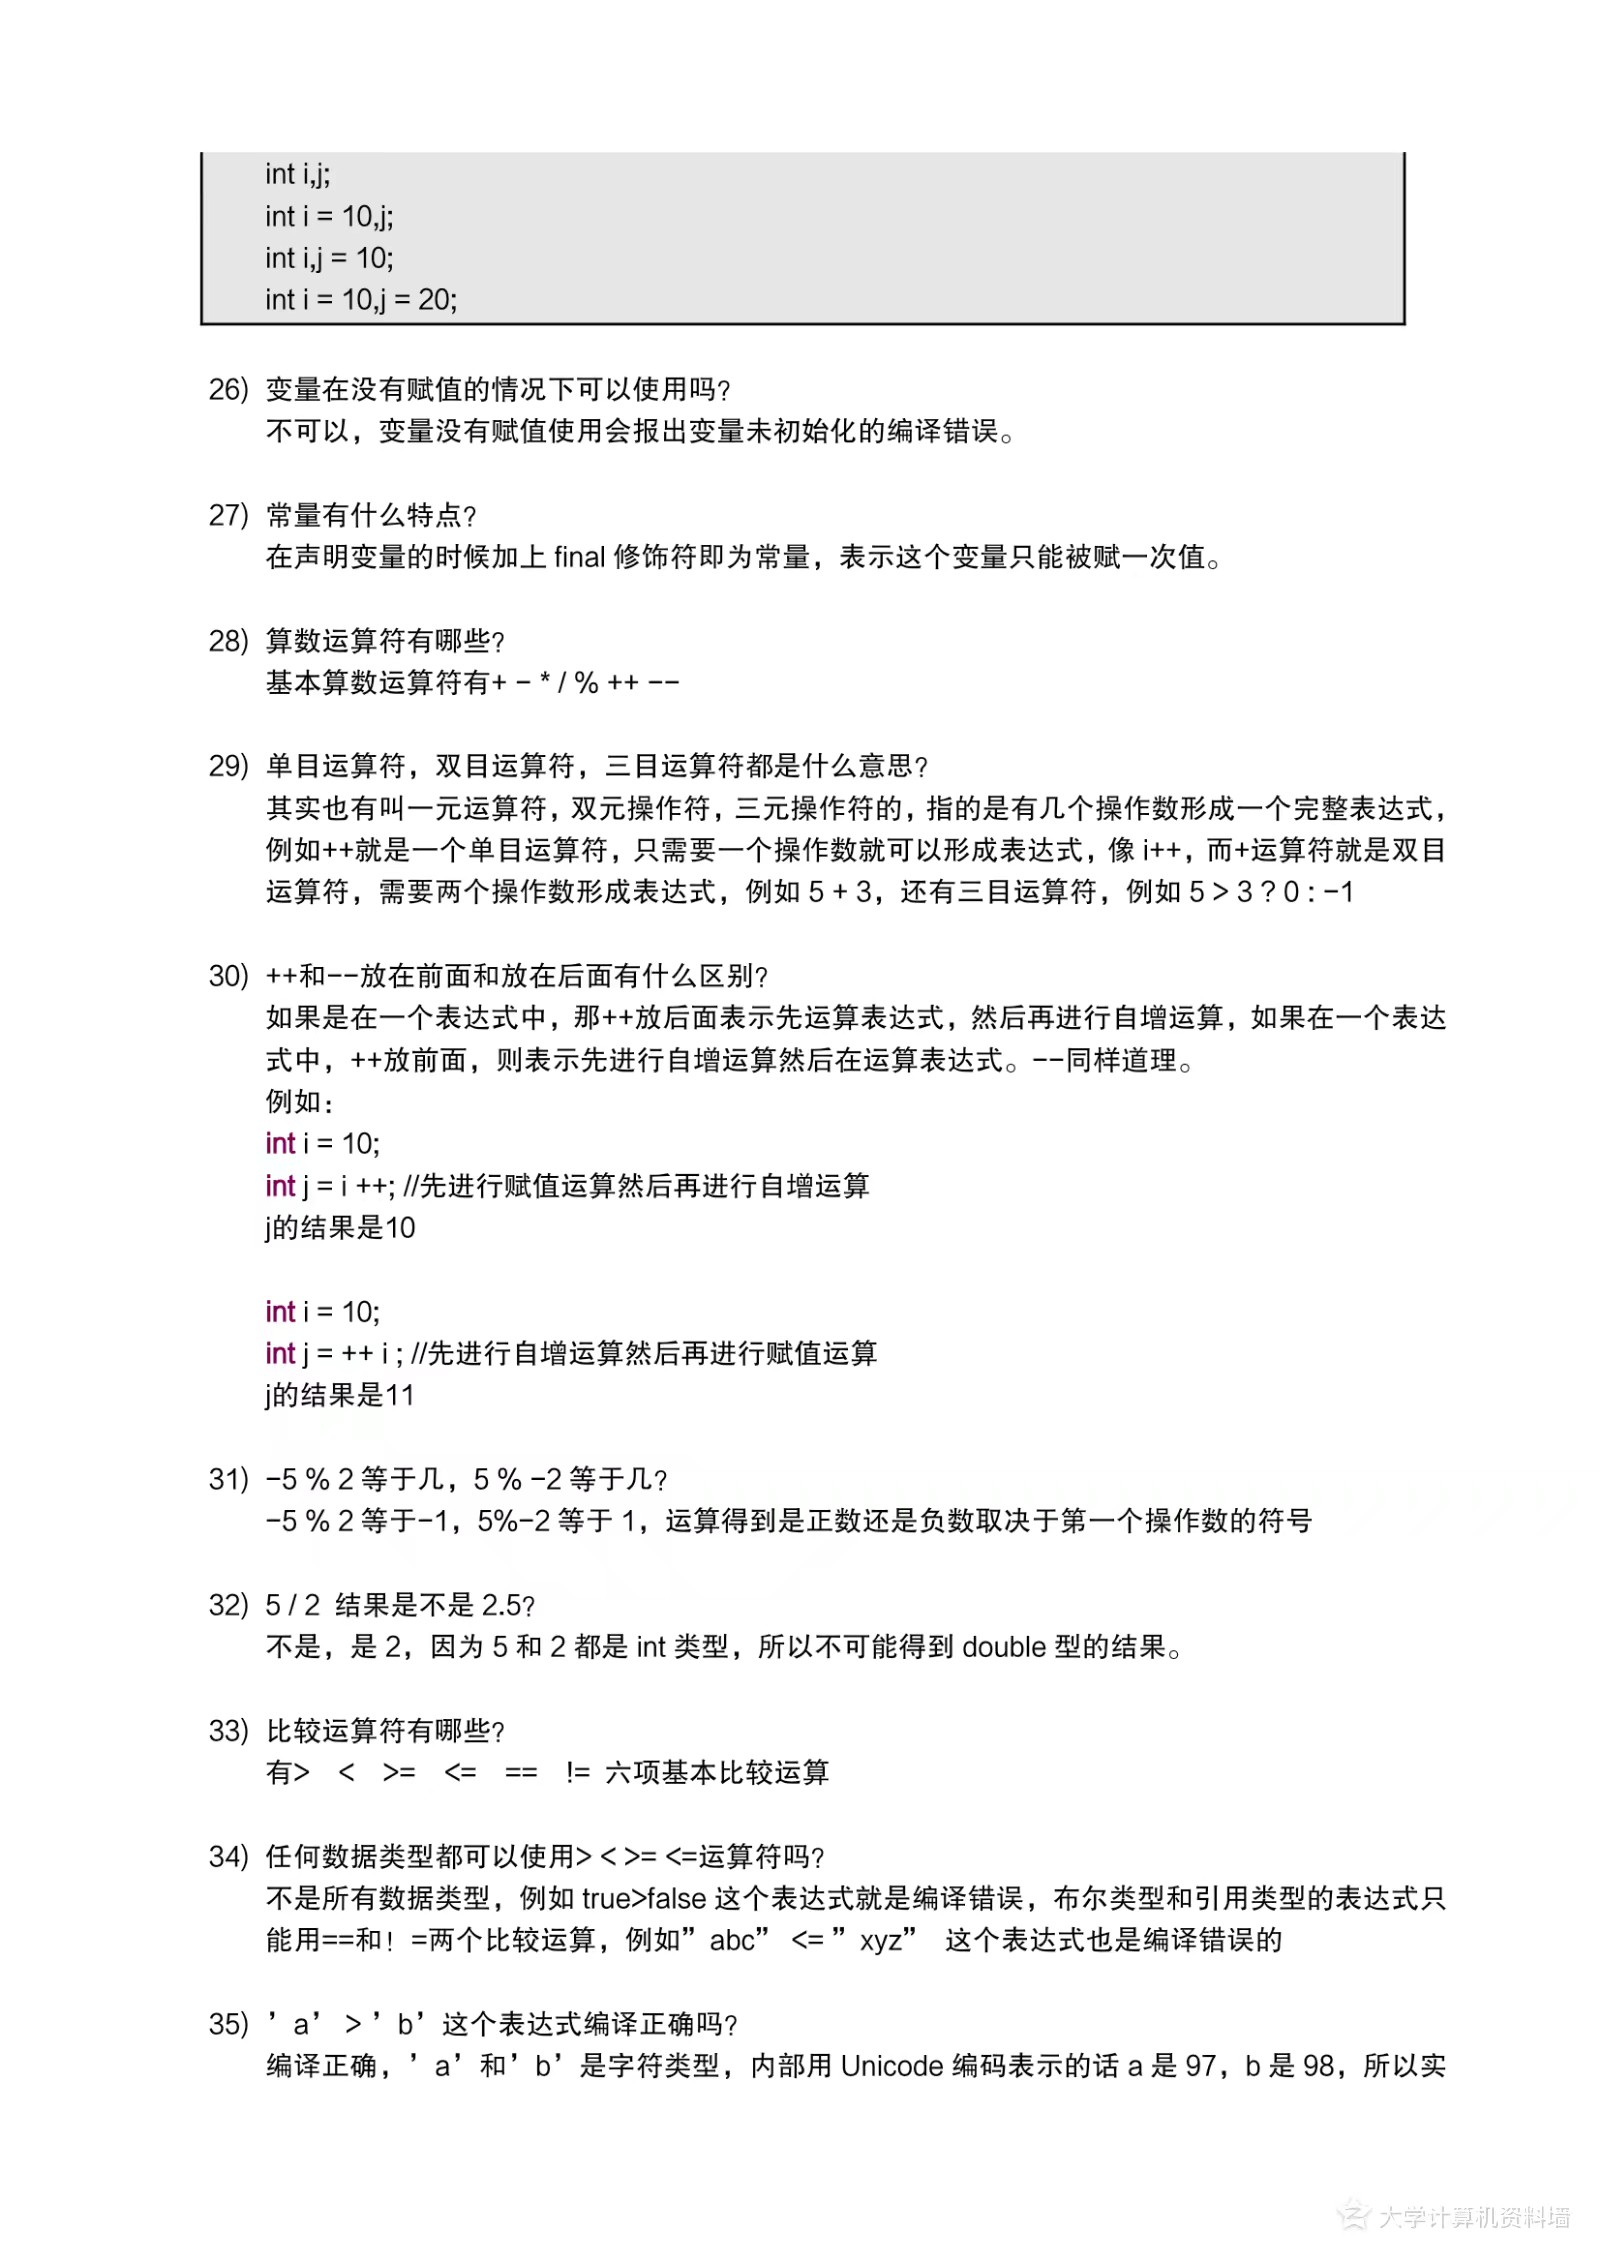 int i,j;
int i = 10,j;
int i,j = 10;
int i = 10,j = 20;
26) 变量在没有赋值的情况下可以使用吗?
不可以，变量没有赋值使用会报出变量未初始化的编译错误。
27) 常量有什么特点?
在声明变量的时候加上 final 修饰符即为常量，表示这个变量只能被赋一次值。
28) 算数运算符有哪些?
基本算数运算符有+ - * / % ++ --
29) 单目运算符，双目运算符，三目运算符都是什么意思?
其实也有叫一元运算符，双元操作符，三元操作符的，指的是有几个操作数形成一个完整表达式，
例如++就是一个单目运算符，只需要一个操作数就可以形成表达式，像 i++，而+运算符就是双目
运算符，需要两个操作数形成表达式，例如 5 + 3，还有三目运算符，例如 5 > 3 ? 0 : -1
30) ++和--放在前面和放在后面有什么区别?
如果是在一个表达式中，那++放后面表示先运算表达式，然后再进行自增运算，如果在一个表达
式中，++放前面，则表示先进行自增运算然后在运算表达式。--同样道理。
例如：
int i = 10;
int j = i ++; //先进行赋值运算然后再进行自增运算
j的结果是10
int i = 10;
int j = ++ i ; //先进行自增运算然后再进行赋值运算
j的结果是11
31) -5 % 2 等于几，5 % -2 等于几?
-5 % 2 等于-1，5%-2 等于 1，运算得到是正数还是负数取决于第一个操作数的符号
32) 5 / 2 结果是不是 2.5?
不是，是 2，因为 5 和 2 都是 int 类型，所以不可能得到 double 型的结果。
33) 比较运算符有哪些?
有> < >= <= == != 六项基本比较运算
34) 任何数据类型都可以使用> < >= <=运算符吗?
不是所有数据类型，例如 true>false 这个表达式就是编译错误，布尔类型和引用类型的表达式只
能用==和！=两个比较运算，例如”abc” <= ”xyz” 这个表达式也是编译错误的
35) ’a’ > ’b’这个表达式编译正确吗?
编译正确，’a’和’b’是字符类型，内部用 Unicode 编码表示的话 a 是 97，b 是 98，所以实
大学计算机资料墙